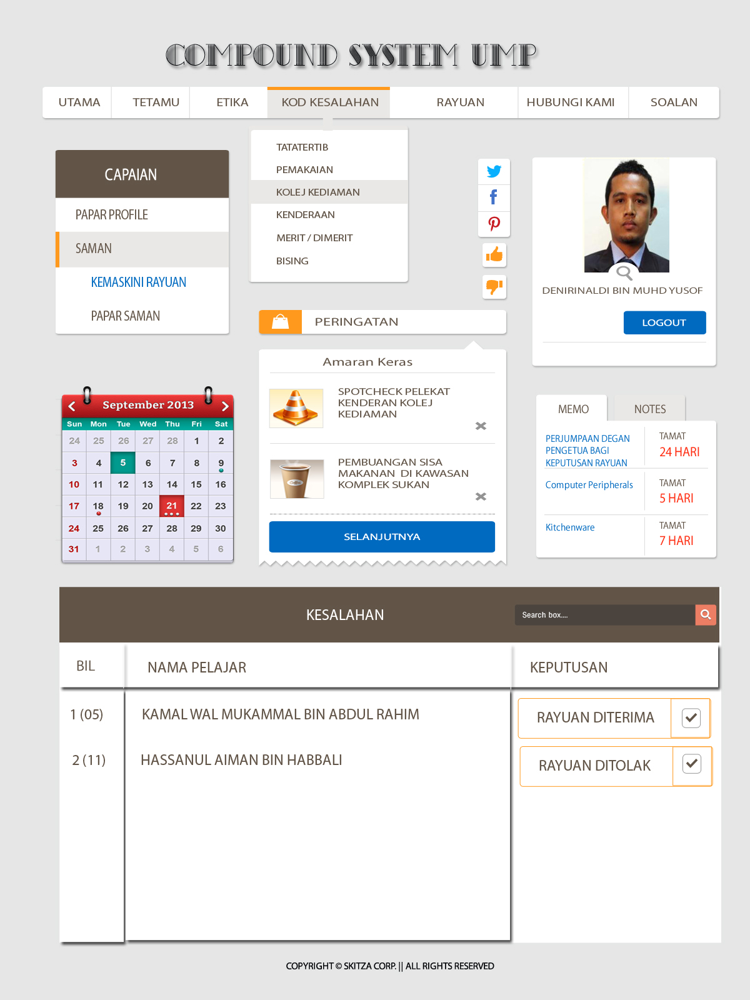 COMPOUND SYSTEM UMP
UTAMA TETAMU ETIKA KOD KESALAHAN RAYUAN HUBUNGI KAMI SOALAN
TATATERTIB
PEMAKAIAN
KOLEJ KEDIAMAN
KENDERAAN
MERIT / DIMERIT
BISING
CAPAIAN
PAPAR PROFILE
SAMAN
KEMASKINI RAYUAN
PAPAR SAMAN
DENIRINALDI BIN MUHD YUSOF
LOGOUT
PERINGATAN
Amaran Keras
SPOTCHECK PELEKAT
KENDERAN KOLEJ
KEDIAMAN
PEMBUANGAN SISA
MAKANAN DI KAWASAN
KOMPLEK SUKAN
SELANJUTNYA
September 2013
Sun Mon Tue Wed Thu Fri Sat
24 25 26 27 28 1 2
3 4 5 6 7 8 9
10 11 12 13 14 15 16
17 18 19 20 21 22 23
24 25 26 27 28 29 30
31 1 2 3 4 5 6
MEMO NOTES
PERJUMPAAN DEGAN
PENGETUA BAGI
KEPUTUSAN RAYUAN
TAMAT
24 HARI
Computer Peripherals
TAMAT
5 HARI
Kitchenware
TAMAT
7 HARI
KESALAHAN
Search box....
BIL NAMA PELAJAR KEPUTUSAN
1 (05) KAMAL WAL MUKAMMAL BIN ABDUL RAHIM RAYUAN DITERIMA
2 (11) HASSANUL AIMAN BIN HABBALI RAYUAN DITOLAK
COPYRIGHT © SKITZA CORP. || ALL RIGHTS RESERVED